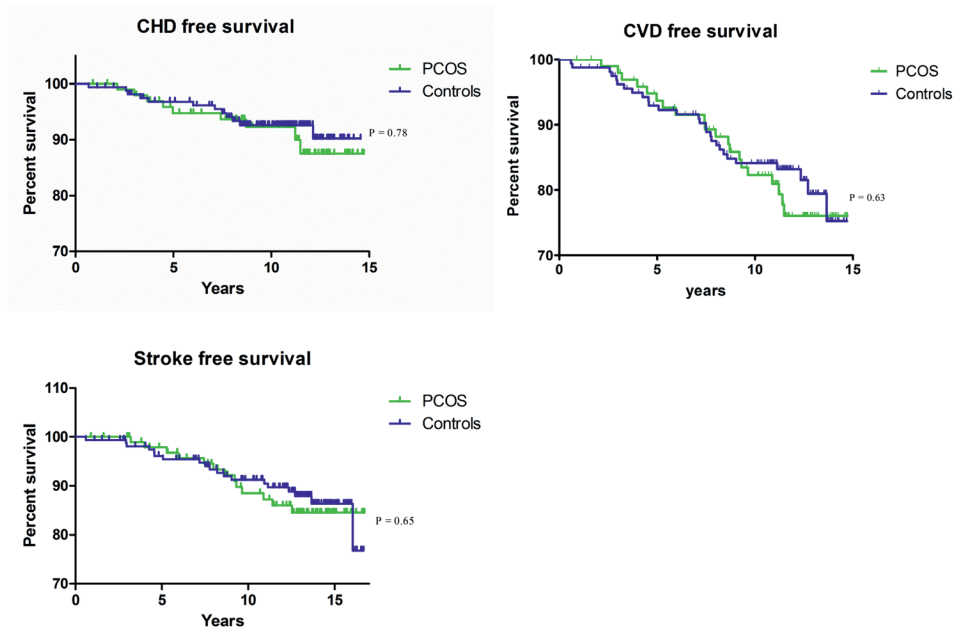 CHD free survival
Percent survival
100
90
80
70
0
5
10
15
Years
PCOS
Controls
P = 0.78
CVD free survival
Percent survival
100
90
80
70
0
5
10
15
years
PCOS
Controls
P = 0.63
Stroke free survival
Percent survival
110
100
90
80
70
0
5
10
15
Years
PCOS
Controls
P = 0.65